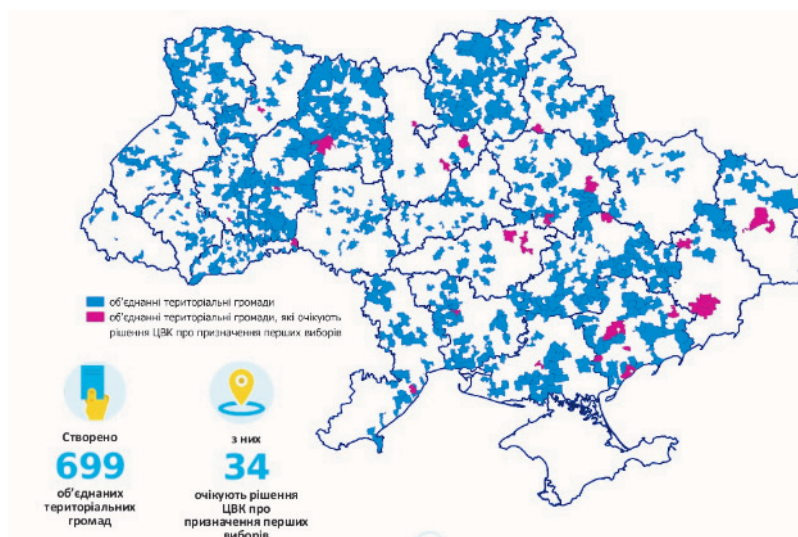 об'єднанні територіальні громади
об'єднанні територіальні громади, які очікують
рішення ЦВК про призначення перших виборів
Створено
699
об'єднаних
територіальних
громад
з них
34
очікують рішення
ЦВК про
призначення перших
виборів